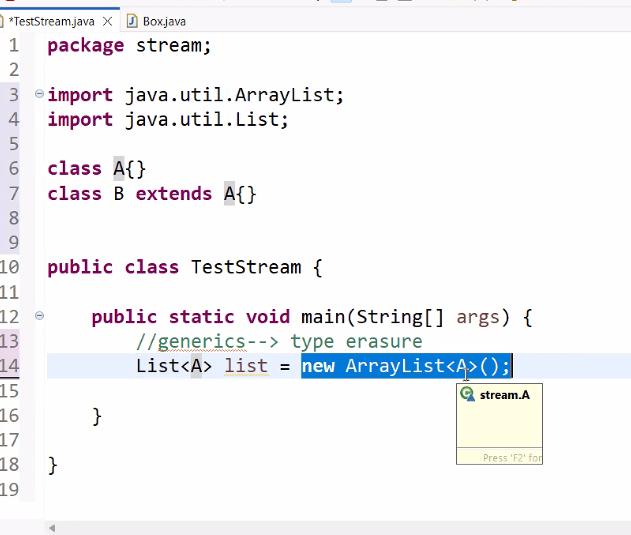 *TestStream.java
Box.java
1 package stream;
2
3 import java.util.ArrayList;
4 import java.util.List;
5
6 class A{}
7 class B extends A{}
8
9
10 public class TestStream {
11
12 public static void main(String[] args) {
13 //generics--> type erasure
14 List<A> list = new ArrayList<A>();
15
16 }
17
18 }
19
stream.A
Press 'F2' for